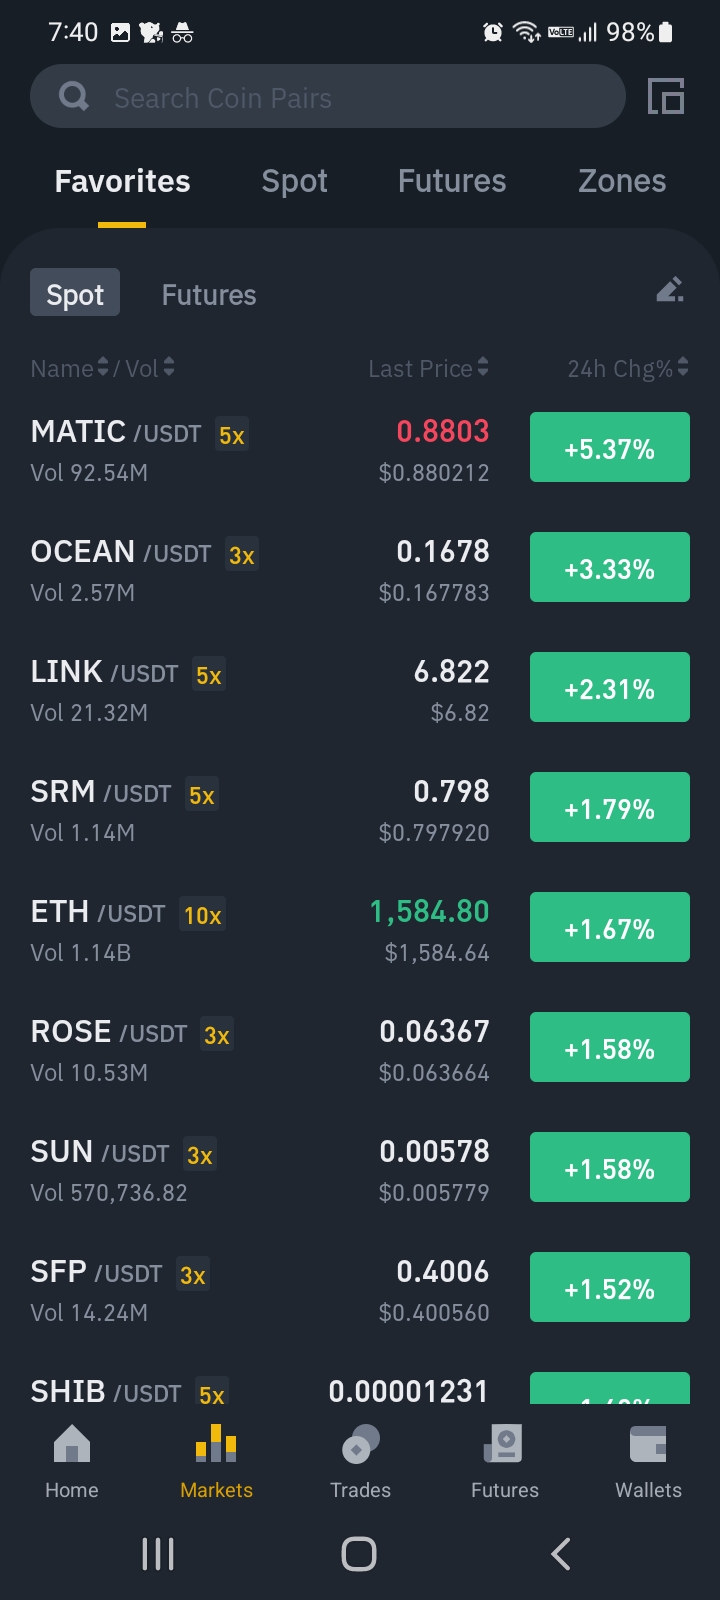 7:40 VoLTE 98%
Search Coin Pairs
Favorites Spot Futures Zones
Spot Futures
Name / Vol Last Price 24h Chg%
MATIC /USDT 5x 0.8803 +5.37%
Vol 92.54M $0.880212
OCEAN /USDT 3x 0.1678 +3.33%
Vol 2.57M $0.167783
LINK /USDT 5x 6.822 +2.31%
Vol 21.32M $6.82
SRM /USDT 5x 0.798 +1.79%
Vol 1.14M $0.797920
ETH /USDT 10x 1,584.80 +1.67%
Vol 1.14B $1,584.64
ROSE /USDT 3x 0.06367 +1.58%
Vol 10.53M $0.063664
SUN /USDT 3x 0.00578 +1.58%
Vol 570,736.82 $0.005779
SFP /USDT 3x 0.4006 +1.52%
Vol 14.24M $0.400560
SHIB /USDT 5x 0.00001231
Home Markets Trades Futures Wallets